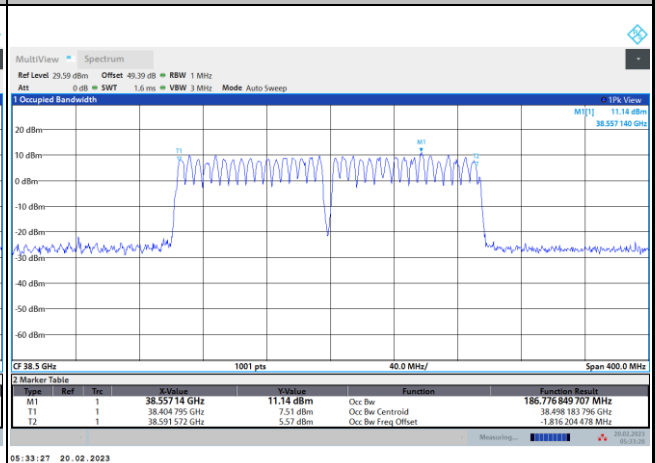 MultiView Spectrum
Ref Level 29.59 dBm Offset 49.39 dB RBW 1 MHz
Att 0 dB SWT 1.6 ms VBW 3 MHz Mode Auto Sweep
1 Occupied Bandwidth 1Pk View
M1[1] 11.14 dBm
38.557 140 GHz
20 dBm
M1
T1
T2
10 dBm
0 dBm
-10 dBm
-20 dBm
-30 dBm
-40 dBm
-50 dBm
-60 dBm
CF 38.5 GHz 1001 pts 40.0 MHz/ Span 400.0 MHz
2 Marker Table
Type Ref Trc X-Value Y-Value Function Function Result
M1 1 38.55714 GHz 11.14 dBm Occ Bw 186.776 849 707 MHz
T1 1 38.404 795 GHz 7.51 dBm Occ Bw Centroid 38.498 183 796 GHz
T2 1 38.591 572 GHz 5.57 dBm Occ Bw Freq Offset -1.816 204 478 MHz
Measuring... 20.02.2023
05:33:26
05:33:27 20.02.2023